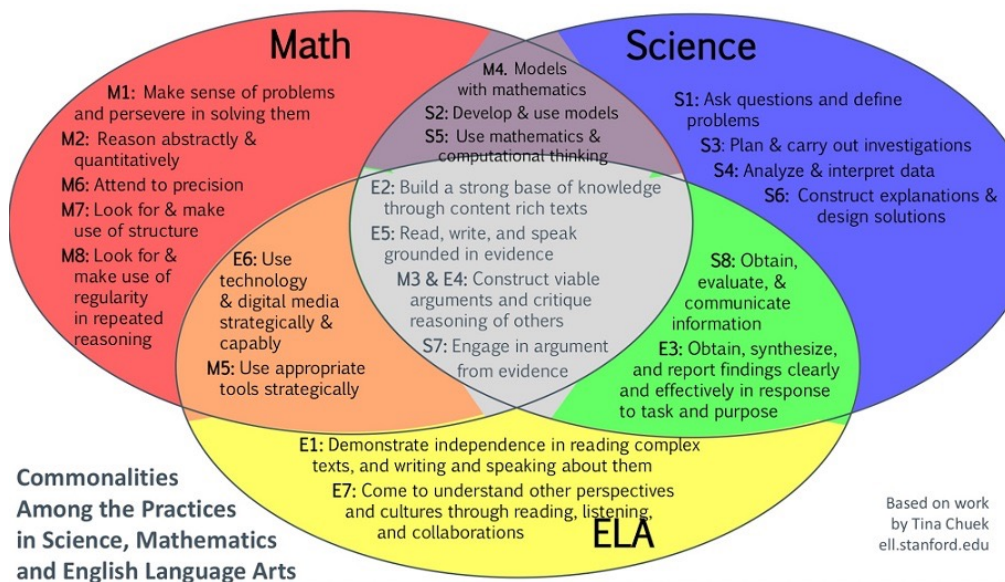 Math
Science
M1: Make sense of problems
and persevere in solving them
M2: Reason abstractly &
quantitatively
M6: Attend to precision
M7: Look for & make
use of structure
M8: Look for &
make use of
regularity
in repeated
reasoning
M4. Models
with mathematics
S2: Develop & use models
S5: Use mathematics &
computational thinking
S1: Ask questions and define
problems
S3: Plan & carry out investigations
S4: Analyze & interpret data
S6: Construct explanations &
design solutions
E2: Build a strong base of knowledge
through content rich texts
E5: Read, write, and speak
grounded in evidence
M3 & E4: Construct viable
arguments and critique
reasoning of others
S7: Engage in argument
from evidence
E6: Use
technology
& digital media
strategically &
capably
M5: Use appropriate
tools strategically
S8: Obtain,
evaluate, &
communicate
information
E3: Obtain, synthesize,
and report findings clearly
and effectively in response
to task and purpose
E1: Demonstrate independence in reading complex
texts, and writing and speaking about them
E7: Come to understand other perspectives
and cultures through reading, listening,
and collaborations
ELA
Commonalities
Among the Practices
in Science, Mathematics
and English Language Arts
Based on work
by Tina Chuek
ell.stanford.edu